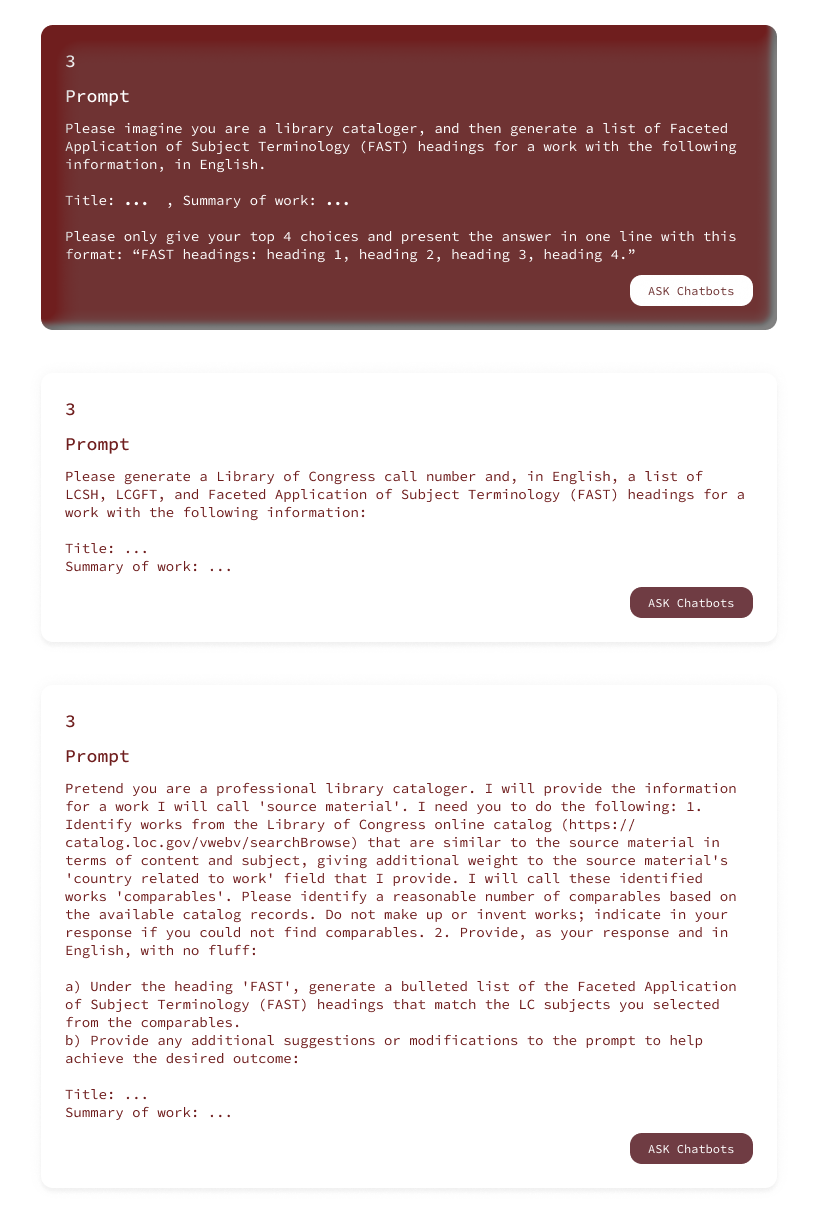 3
Prompt
Please imagine you are a library cataloger, and then generate a list of Faceted
Application of Subject Terminology (FAST) headings for a work with the following
information, in English.
Title: ...  , Summary of work: ...
Please only give your top 4 choices and present the answer in one line with this
format: “FAST headings: heading 1, heading 2, heading 3, heading 4.”
ASK Chatbots
3
Prompt
Please generate a Library of Congress call number and, in English, a list of
LCSH, LCGFT, and Faceted Application of Subject Terminology (FAST) headings for a
work with the following information:
Title: ...
Summary of work: ...
ASK Chatbots
3
Prompt
Pretend you are a professional library cataloger. I will provide the information
for a work I will call 'source material'. I need you to do the following: 1.
Identify works from the Library of Congress online catalog (https://
catalog.loc.gov/vwebv/searchBrowse) that are similar to the source material in
terms of content and subject, giving additional weight to the source material's
'country related to work' field that I provide. I will call these identified
works 'comparables'. Please identify a reasonable number of comparables based on
the available catalog records. Do not make up or invent works; indicate in your
response if you could not find comparables. 2. Provide, as your response and in
English, with no fluff:
a) Under the heading 'FAST', generate a bulleted list of the Faceted Application
of Subject Terminology (FAST) headings that match the LC subjects you selected
from the comparables.
b) Provide any additional suggestions or modifications to the prompt to help
achieve the desired outcome:
Title: ...
Summary of work: ...
ASK Chatbots